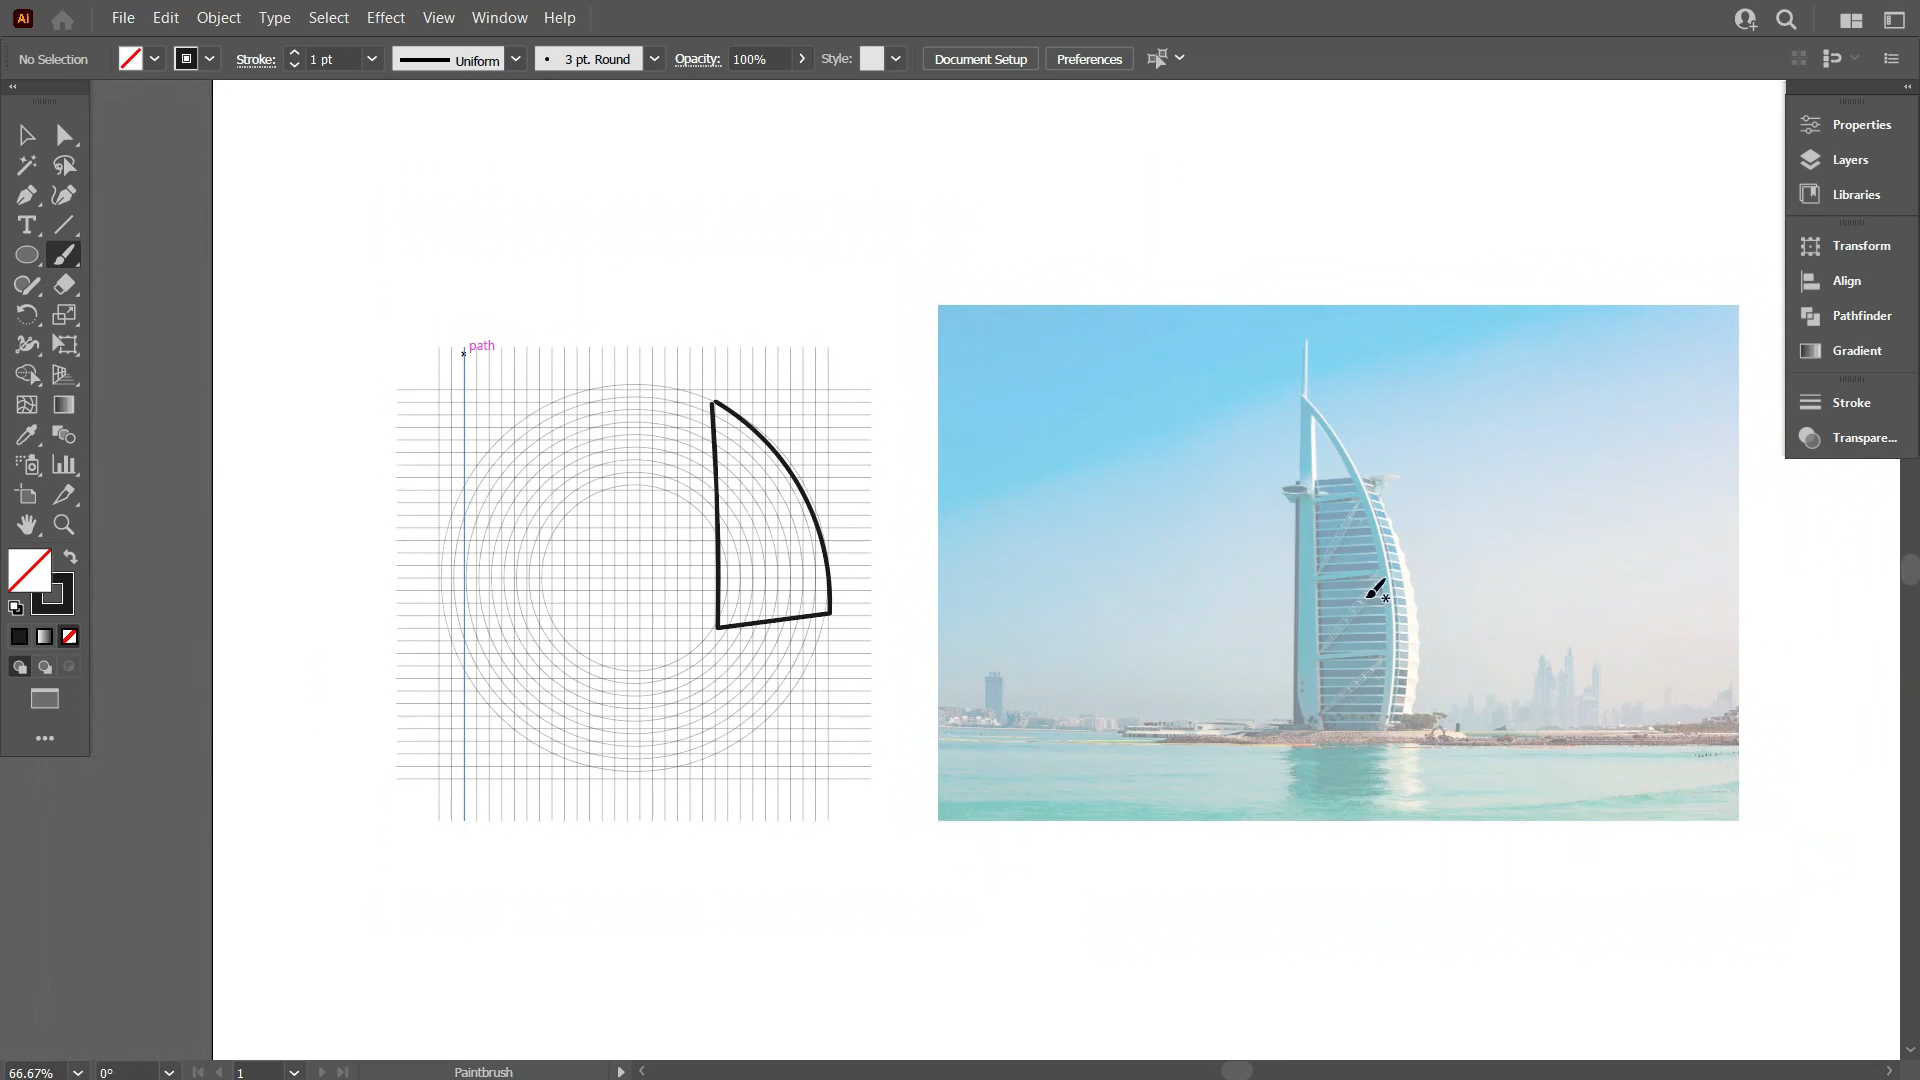 Ai File Edit Object Type Select Effect View Window Help
No Selection Stroke: 1 pt Uniform 3 pt. Round Opacity: 100% Style: Document Setup Preferences
Properties
Layers
Libraries
Transform
Align
Pathfinder
Gradient
Stroke
Transpare...
path
66.67% 0° 1 Paintbrush